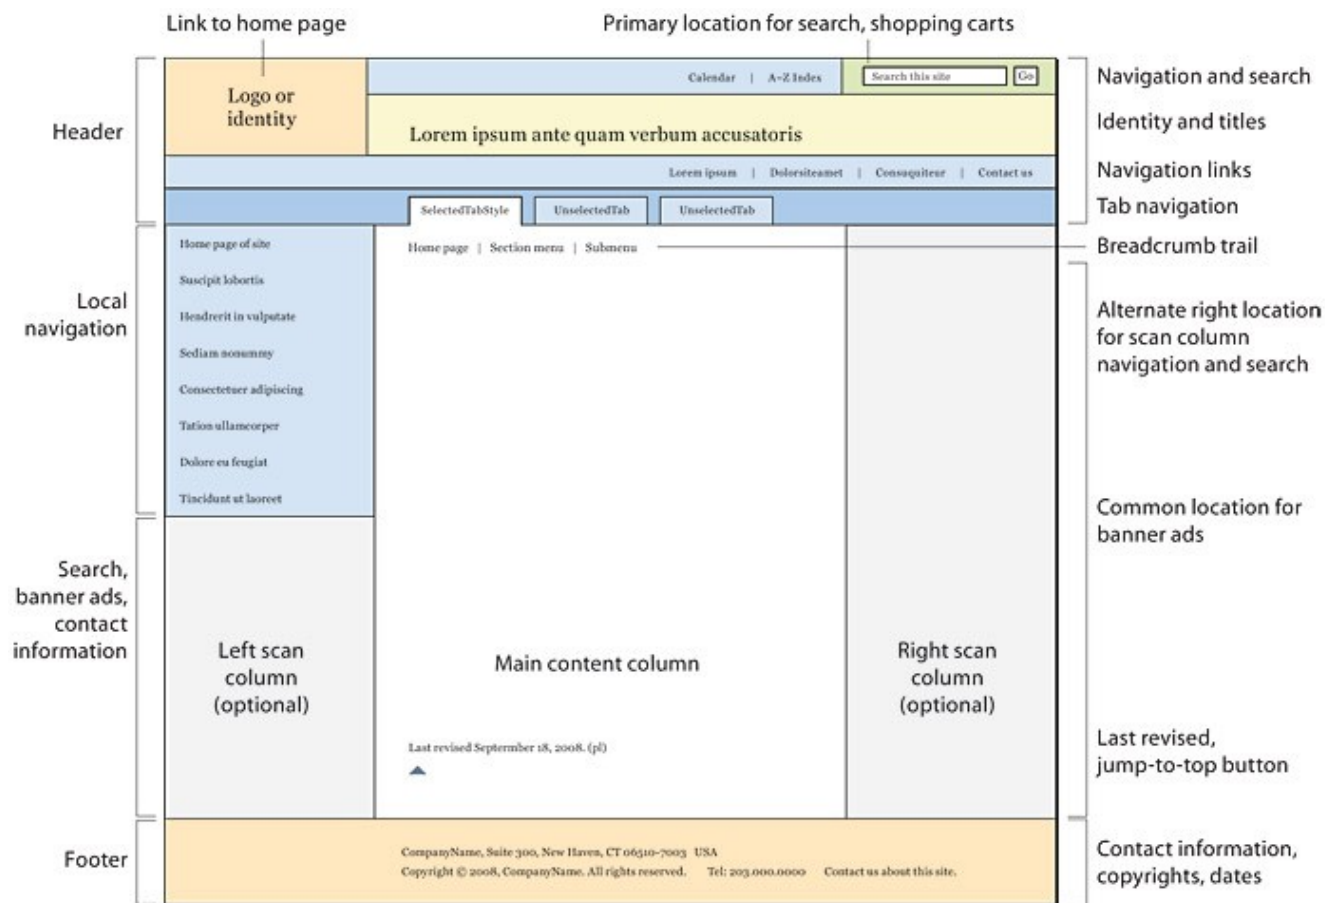 Link to home page
Primary location for search, shopping carts
Header
Logo or
identity
Calendar | A–Z Index
Search this site
Go
Navigation and search
Lorem ipsum ante quam verbum accusatoris
Identity and titles
Lorem ipsum | Dolorsiteamet | Consuquiteur | Contact us
Navigation links
SelectedTabStyle
UnselectedTab
UnselectedTab
Tab navigation
Home page | Section menu | Submenu
Breadcrumb trail
Local
navigation
Home page of site
Suscipit lobortis
Hendrerit in vulputate
Sediam nonummy
Consectetuer adipiscing
Tation ullamcorper
Dolore eu feugiat
Tincidunt ut laoreet
Alternate right location
for scan column
navigation and search
Common location for
banner ads
Search,
banner ads,
contact
information
Left scan
column
(optional)
Main content column
Right scan
column
(optional)
Last revised Septermber 18, 2008. (pl)
Last revised,
jump-to-top button
Footer
CompanyName, Suite 300, New Haven, CT 06510–7003 USA
Copyright © 2008, CompanyName. All rights reserved. Tel: 203.000.0000 Contact us about this site.
Contact information,
copyrights, dates